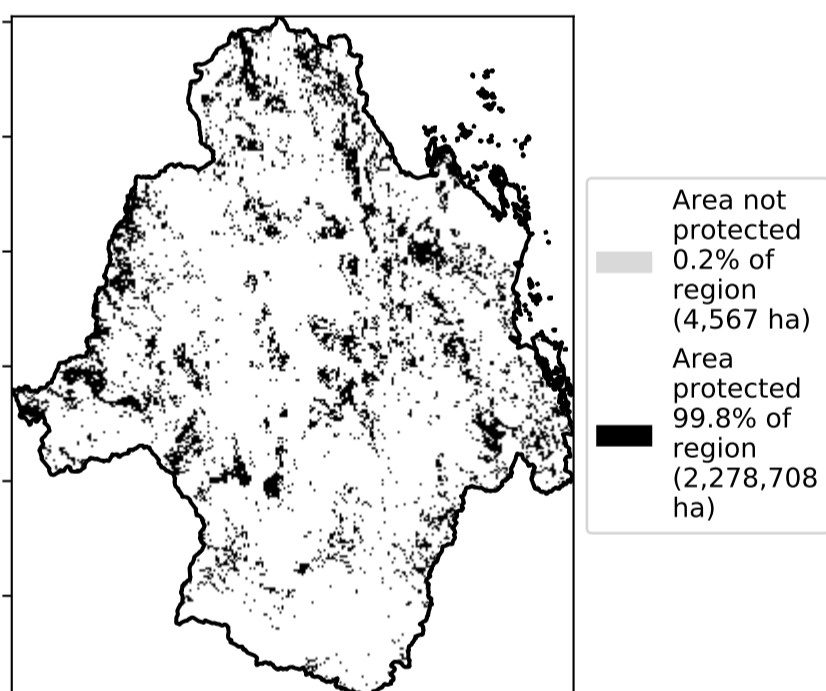 Area not
protected
0.2% of
region
(4,567 ha)
Area
protected
99.8% of
region
(2,278,708
ha)